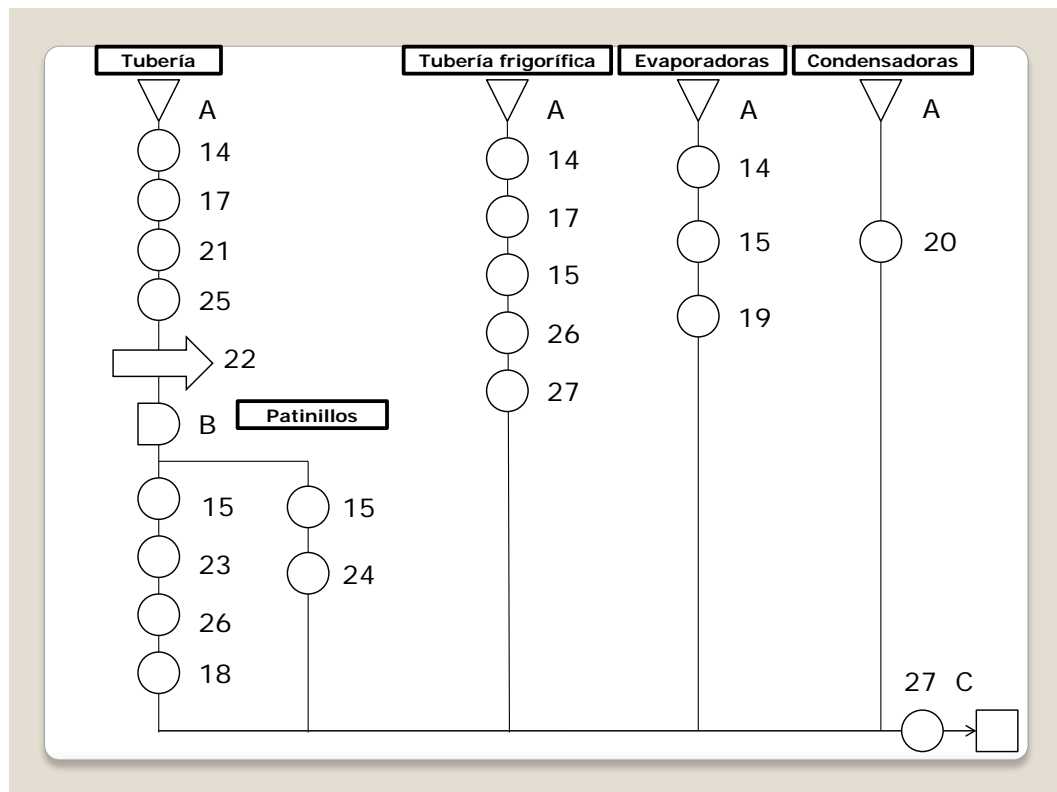 Tubería
A
14
17
21
25
22
B
Patinillos
15
23
26
18
15
24
Tubería frigorífica
A
14
17
15
26
27
Evaporadoras
A
14
15
19
Condensadoras
A
20
27 C